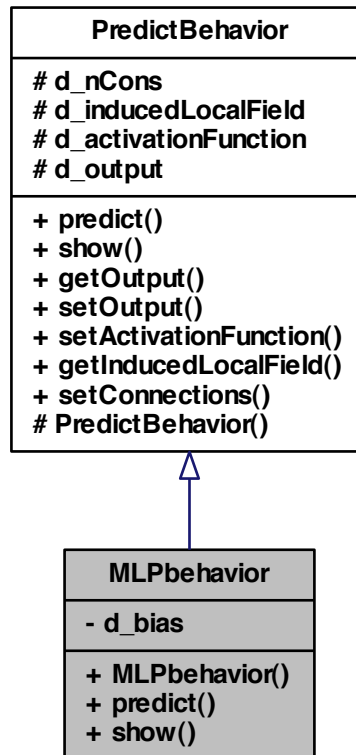 PredictBehavior
# d_nCons
# d_inducedLocalField
# d_activationFunction
# d_output
+ predict()
+ show()
+ getOutput()
+ setOutput()
+ setActivationFunction()
+ getInducedLocalField()
+ setConnections()
# PredictBehavior()
MLPbehavior
- d_bias
+ MLPbehavior()
+ predict()
+ show()